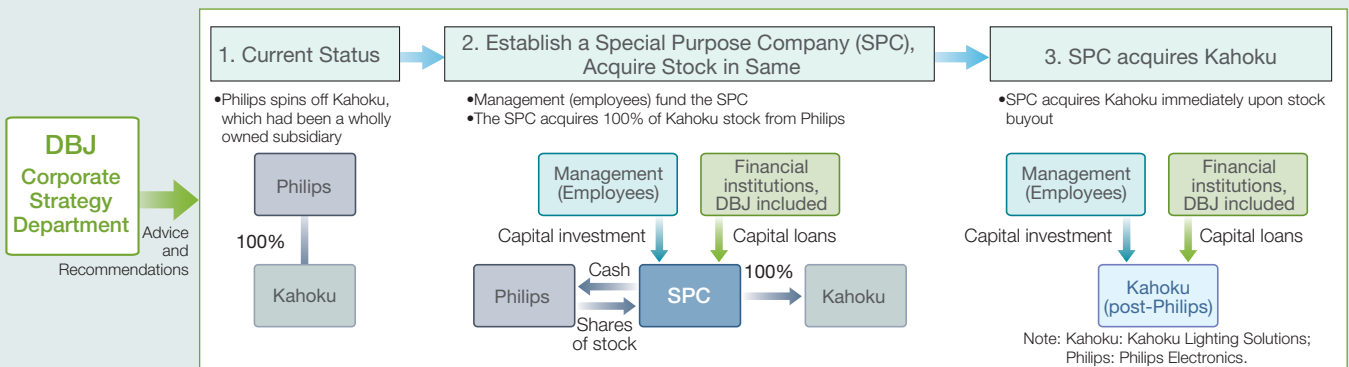 DBJ
Corporate
Strategy
Department
Advice
and
Recommendations
1. Current Status
•Philips spins off Kahoku,
which had been a wholly
owned subsidiary
Philips
100%
Kahoku
2. Establish a Special Purpose Company (SPC),
Acquire Stock in Same
•Management (employees) fund the SPC
•The SPC acquires 100% of Kahoku stock from Philips
Management
(Employees)
Financial
institutions,
DBJ included
Capital investment
Capital loans
Philips
Cash
Shares
of stock
SPC
100%
Kahoku
3. SPC acquires Kahoku
•SPC acquires Kahoku immediately upon stock
buyout
Management
(Employees)
Financial
institutions,
DBJ included
Capital investment
Capital loans
Kahoku
(post-Philips)
Note: Kahoku: Kahoku Lighting Solutions;
Philips: Philips Electronics.